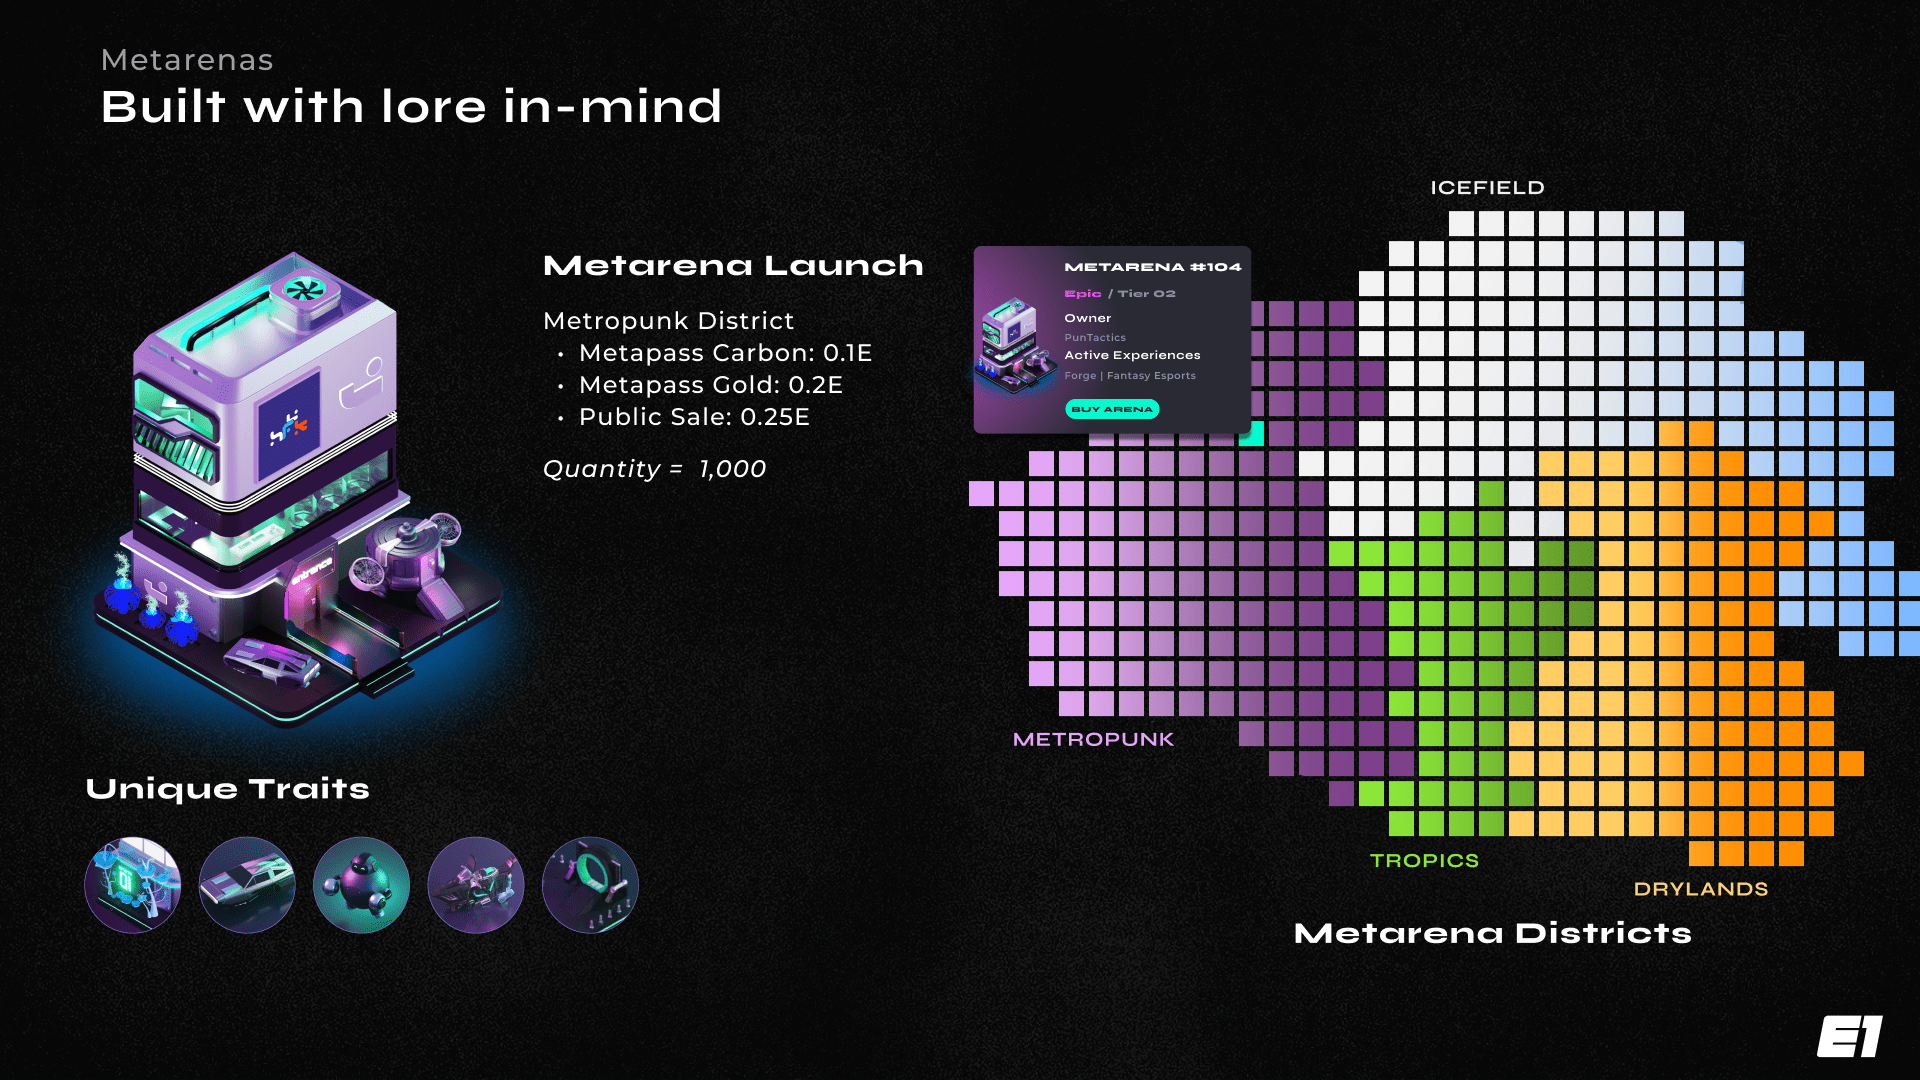 Metarenas
Built with lore in-mind
Metarena Launch
Metropunk District
• Metapass Carbon: 0.1E
• Metapass Gold: 0.2E
• Public Sale: 0.25E
Quantity = 1,000
entrance
Unique Traits
METARENA #104
Epic / Tier 02
Owner
PunTactics
Active Experiences
Forge | Fantasy Esports
BUY ARENA
ICEFIELD
METROPUNK
TROPICS
DRYLANDS
Metarena Districts
E1